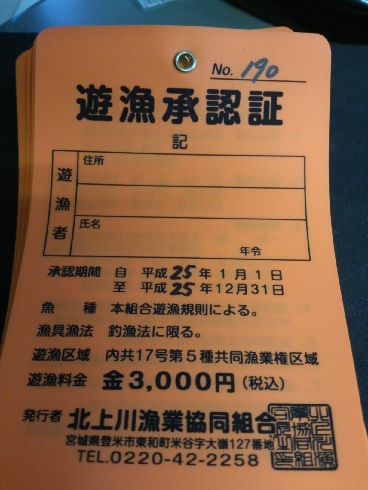 No. 190
遊漁承認証
記
遊漁者
住所
氏名
年令
承認期間 自 平成25年1月1日
至 平成25年12月31日
魚種 本組合遊漁規則による。
漁具漁法 釣漁法に限る。
遊漁区域 内共17号第5種共同漁業権区域
遊漁料金 金3,000円(税込)
発行者 北上川漁業協同組合
宮城県登米市東和町米谷字大嶺127番地
TEL.0220-42-2258